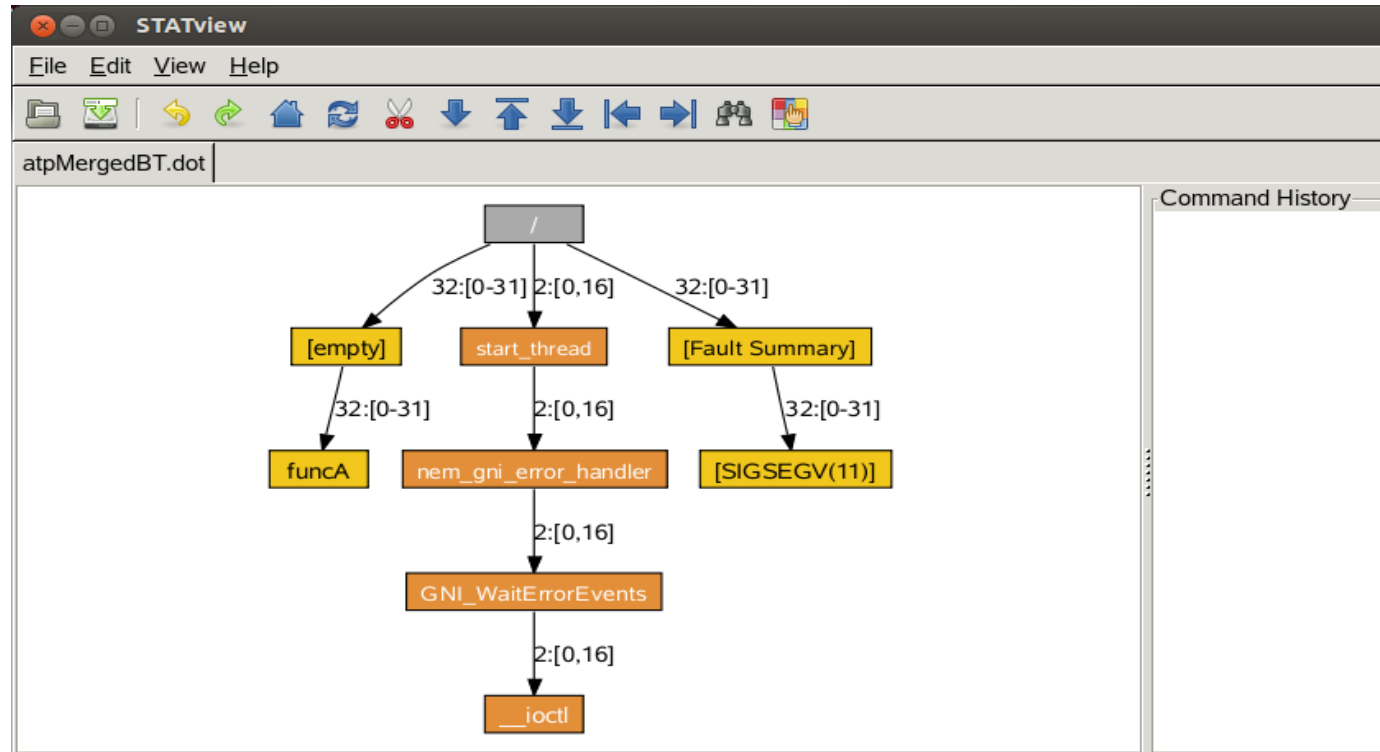 STATview
File Edit View Help
atpMergedBT.dot
Command History
/
32:[0-31] 2:[0,16] 32:[0-31]
[empty] start_thread [Fault Summary]
32:[0-31] 2:[0,16] 32:[0-31]
funcA nem_gni_error_handler [SIGSEGV(11)]
2:[0,16]
GNI_WaitErrorEvents
2:[0,16]
__ioctl